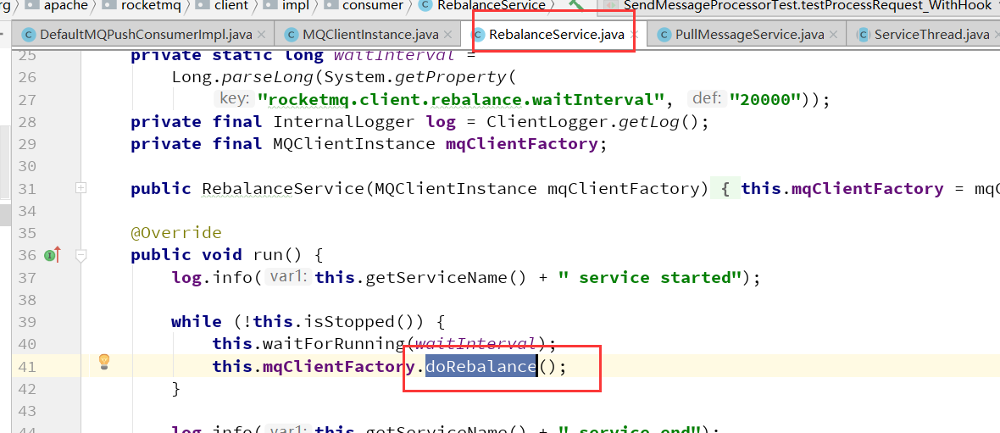 rg apache rocketmq client impl consumer RebalanceService SendMessageProcessorTest.testProcessRequest_WithHook
DefaultMQPushConsumerImpl.java × MQClientInstance.java × RebalanceService.java × PullMessageService.java × ServiceThread.java ×
25 private static long waitInterval =
26 Long.parseLong(System.getProperty(
27 key: "rocketmq.client.rebalance.waitInterval", def: "20000"));
28 private final InternalLogger log = ClientLogger.getLog();
29 private final MQClientInstance mqClientFactory;
30
31 public RebalanceService(MQClientInstance mqClientFactory) { this.mqClientFactory = mqC
34
35 @Override
36 public void run() {
37 log.info( var1: this.getServiceName() + " service started");
38
39 while (!this.isStopped()) {
40 this.waitForRunning(waitInterval);
41 this.mqClientFactory.doRebalance();
42 }
43
44 log.info( var1: this.getServiceName() + " service end");